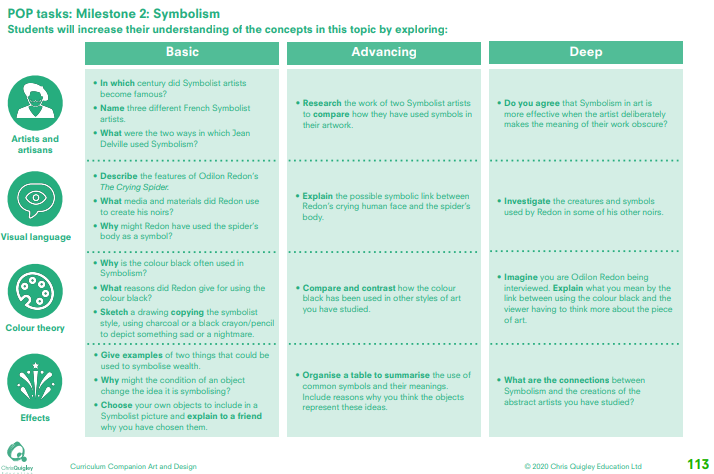 POP tasks: Milestone 2: Symbolism
Students will increase their understanding of the concepts in this topic by exploring:
Basic
Advancing
Deep
Artists and
artisans
• In which century did Symbolist artists
become famous?
• Name three different French Symbolist
artists.
• What were the two ways in which Jean
Delville used Symbolism?
• Research the work of two Symbolist artists
to compare how they have used symbols in
their artwork.
• Do you agree that Symbolism in art is
more effective when the artist deliberately
makes the meaning of their work obscure?
Visual language
• Describe the features of Odilon Redon's
The Crying Spider.
• What media and materials did Redon use
to create his noirs?
• Why might Redon have used the spider's
body as a symbol?
• Explain the possible symbolic link between
Redon's crying human face and the spider's
body.
• Investigate the creatures and symbols
used by Redon in some of his other noirs.
Colour theory
• Why is the colour black often used in
Symbolism?
• What reasons did Redon give for using the
colour black?
• Sketch a drawing copying the symbolist
style, using charcoal or a black crayon/pencil
to depict something sad or a nightmare.
• Compare and contrast how the colour
black has been used in other styles of art
you have studied.
• Imagine you are Odilon Redon being
interviewed. Explain what you mean by the
link between using the colour black and the
viewer having to think more about the piece
of art.
Effects
• Give examples of two things that could be
used to symbolise wealth.
• Why might the condition of an object
change the idea it is symbolising?
• Choose your own objects to include in a
Symbolist picture and explain to a friend
why you have chosen them.
• Organise a table to summarise the use of
common symbols and their meanings.
Include reasons why you think the objects
represent these ideas.
• What are the connections between
Symbolism and the creations of the
abstract artists you have studied?
ChrisQuigley
Curriculum Companion Art and Design
© 2020 Chris Quigley Education Ltd
113